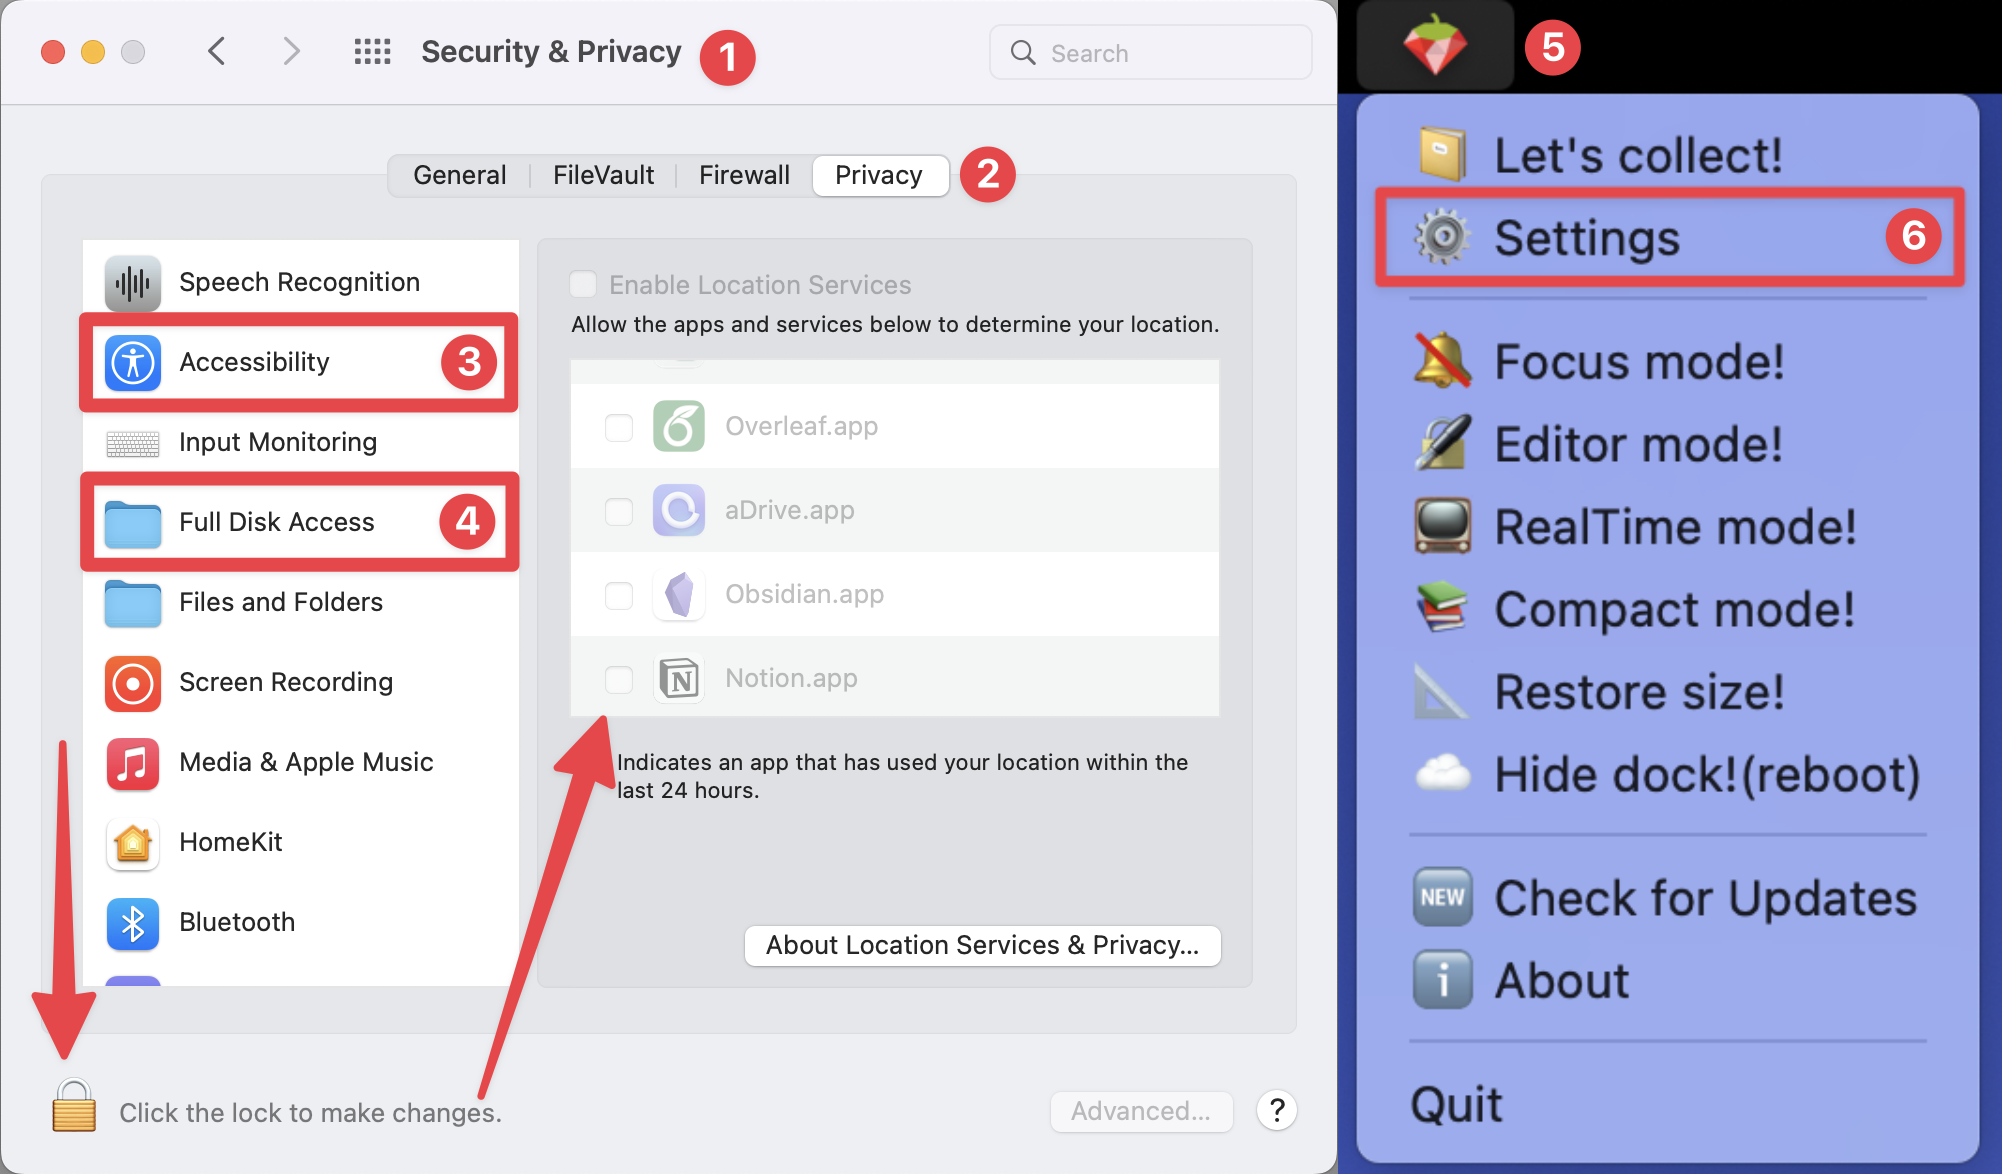 Security & Privacy 1
Search
General FileVault Firewall Privacy 2
Speech Recognition
Accessibility 3
Input Monitoring
Full Disk Access 4
Files and Folders
Screen Recording
Media & Apple Music
HomeKit
Bluetooth
Enable Location Services
Allow the apps and services below to determine your location.
Overleaf.app
aDrive.app
Obsidian.app
N Notion.app
Indicates an app that has used your location within the
last 24 hours.
About Location Services & Privacy...
Click the lock to make changes.
Advanced... ?
5
Let's collect!
Settings 6
Focus mode!
Editor mode!
RealTime mode!
Compact mode!
Restore size!
Hide dock!(reboot)
NEW Check for Updates
i About
Quit